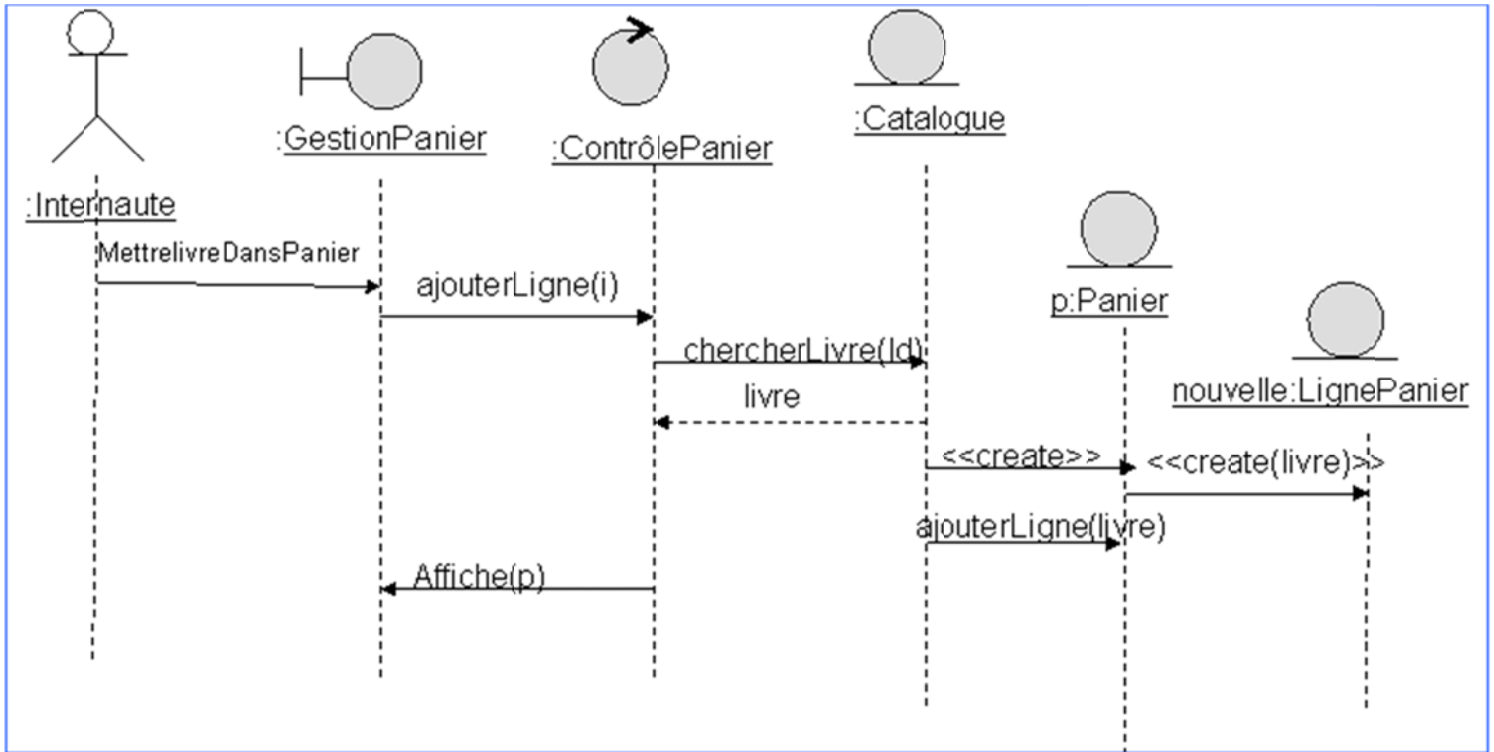 :GestionPanier
:ContrôlePanier
:Catalogue
:Internaute
p:Panier
nouvelle:LignePanier
MettrelivreDansPanier
ajouterLigne(i)
chercherLivre(Id)
livre
<<create>>
<<create(livre)>>
ajouterLigne(livre)
Affiche(p)